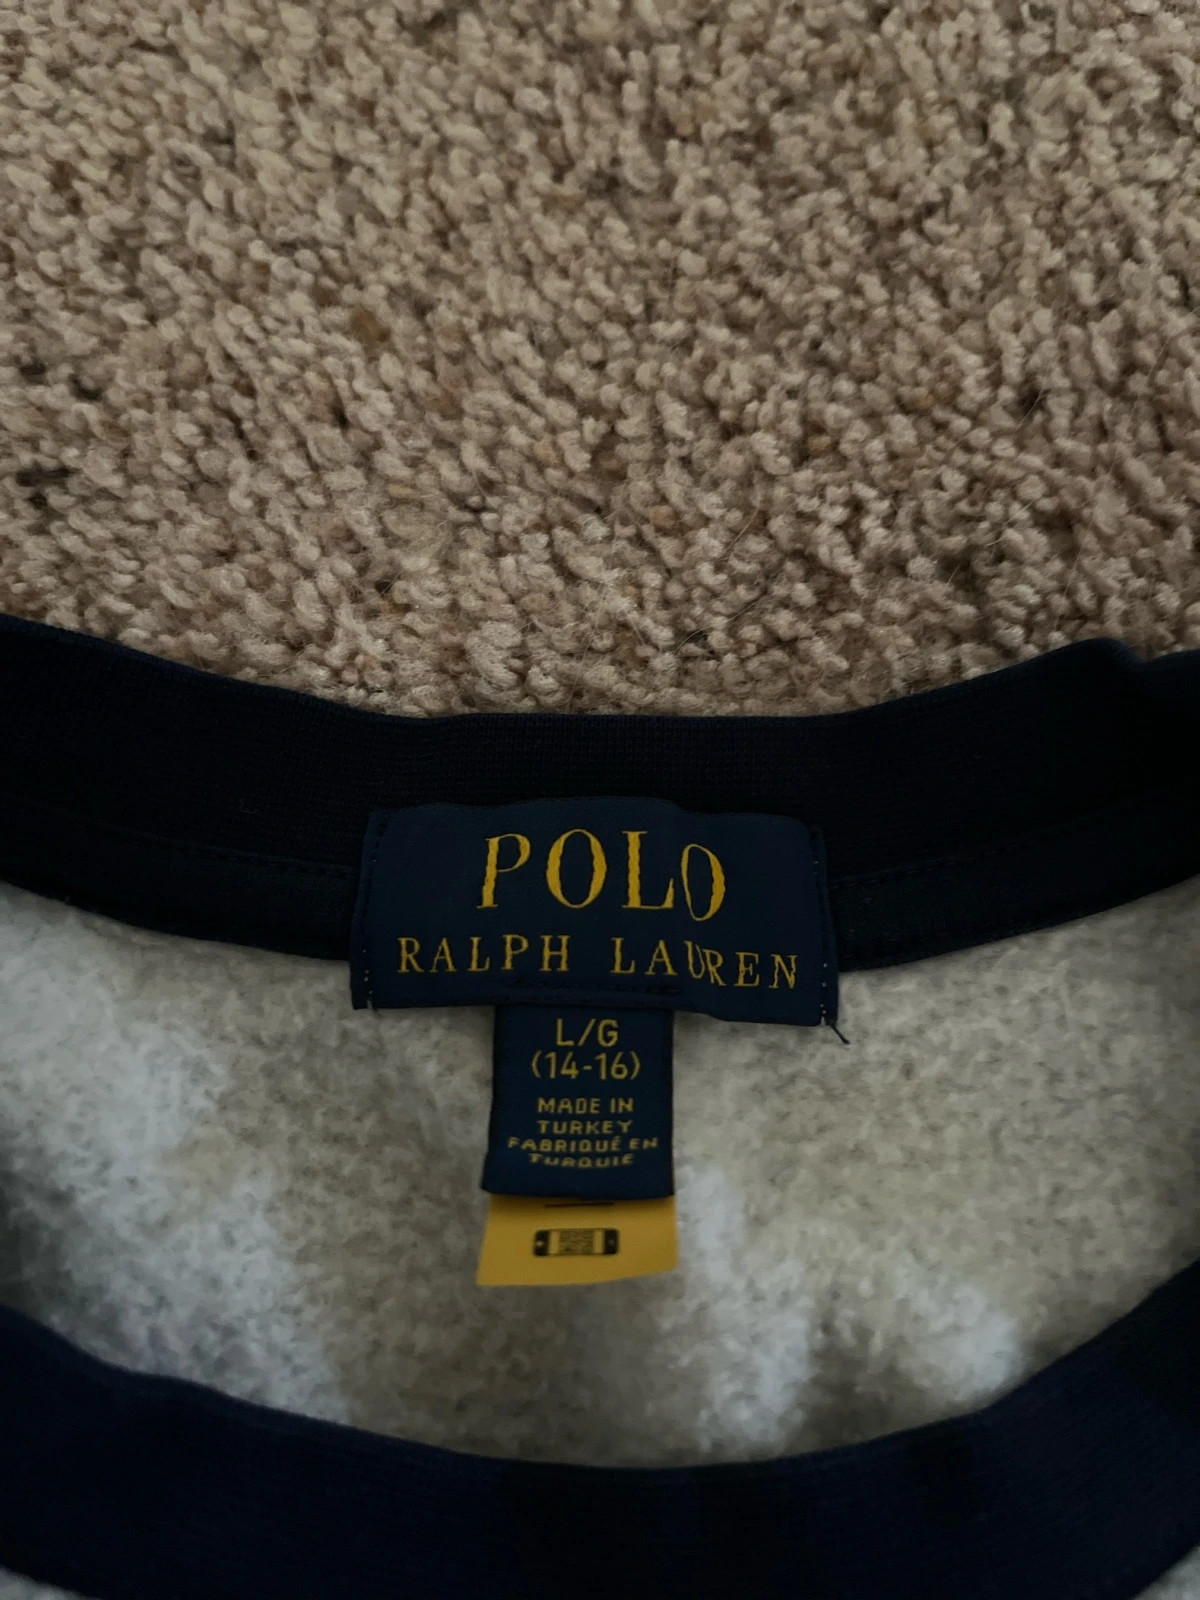 POLO
RALPH LAUREN
L/G
(14-16)
MADE IN
TURKEY
FABRIQUÉ EN
TURQUIE